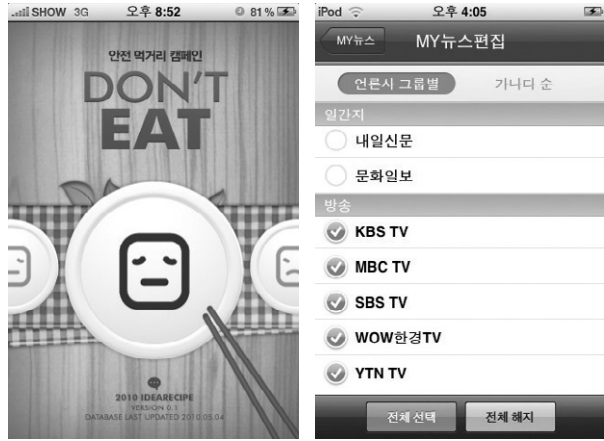 SHOW 3G 오후 8:52 81%
안전 먹거리 캠페인
DON'T
EAT
2010 IDEARECIPE
VERSION 0.1
DATABASE LAST UPDATED 2010.05.04
iPod 오후 4:05
MY뉴스 MY뉴스편집
언론시 그룹별 가나디 순
일간지
내일신문
문화일보
방송
KBS TV
MBC TV
SBS TV
WOW한경TV
YTN TV
전체 선택 전체 해지